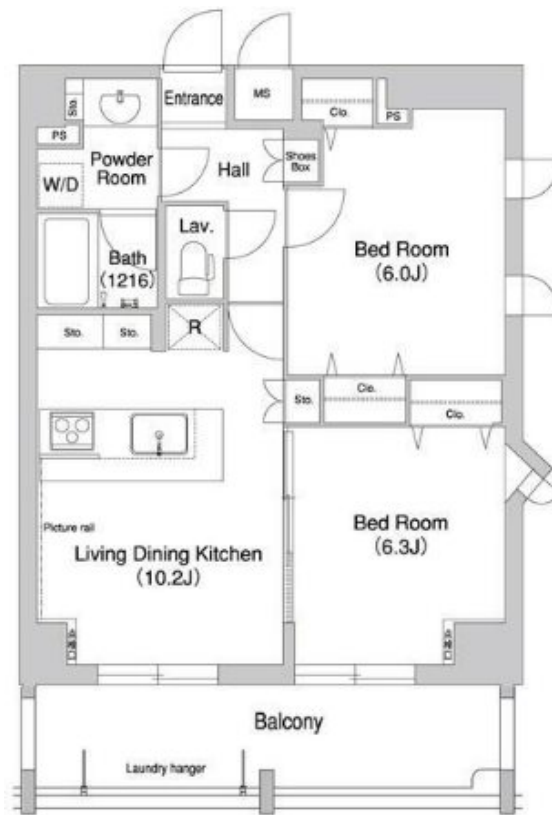 Entrance
MS
Clo.
Sto.
PS
PS
Powder
Room
Hall
Shoes
Box
W/D
Lav.
Bath
(1216)
Bed Room
(6.0J)
Sto.
Sto.
R
Sto.
Clo.
Clo.
Picture rail
Living Dining Kitchen
(10.2J)
Bed Room
(6.3J)
Balcony
Laundry hanger